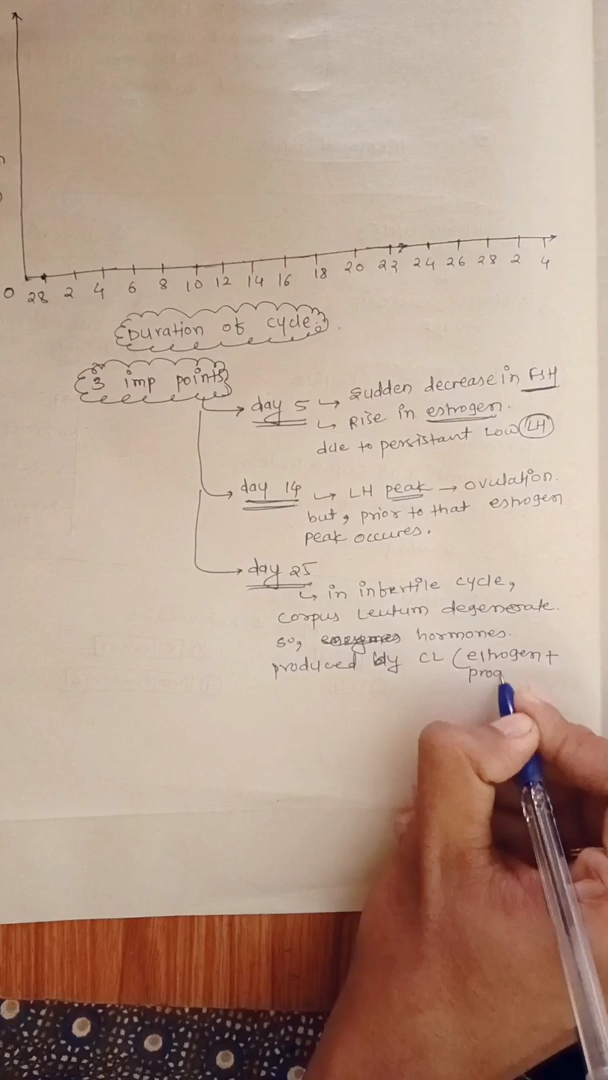 0 28 2 4 6 8 10 12 14 16 18 20 22 24 26 28 2 4
Duration of cycle.
3 imp points
day 5 → Sudden decrease in FSH
↳ Rise in estrogen.
due to persistant Low LH
day 14 → LH peak → ovulation.
but, prior to that estrogen
peak occures.
day 25
↳ in infertile cycle,
corpus leutum degenerate.
so, hormones.
produced by CL (estrogen +
prog